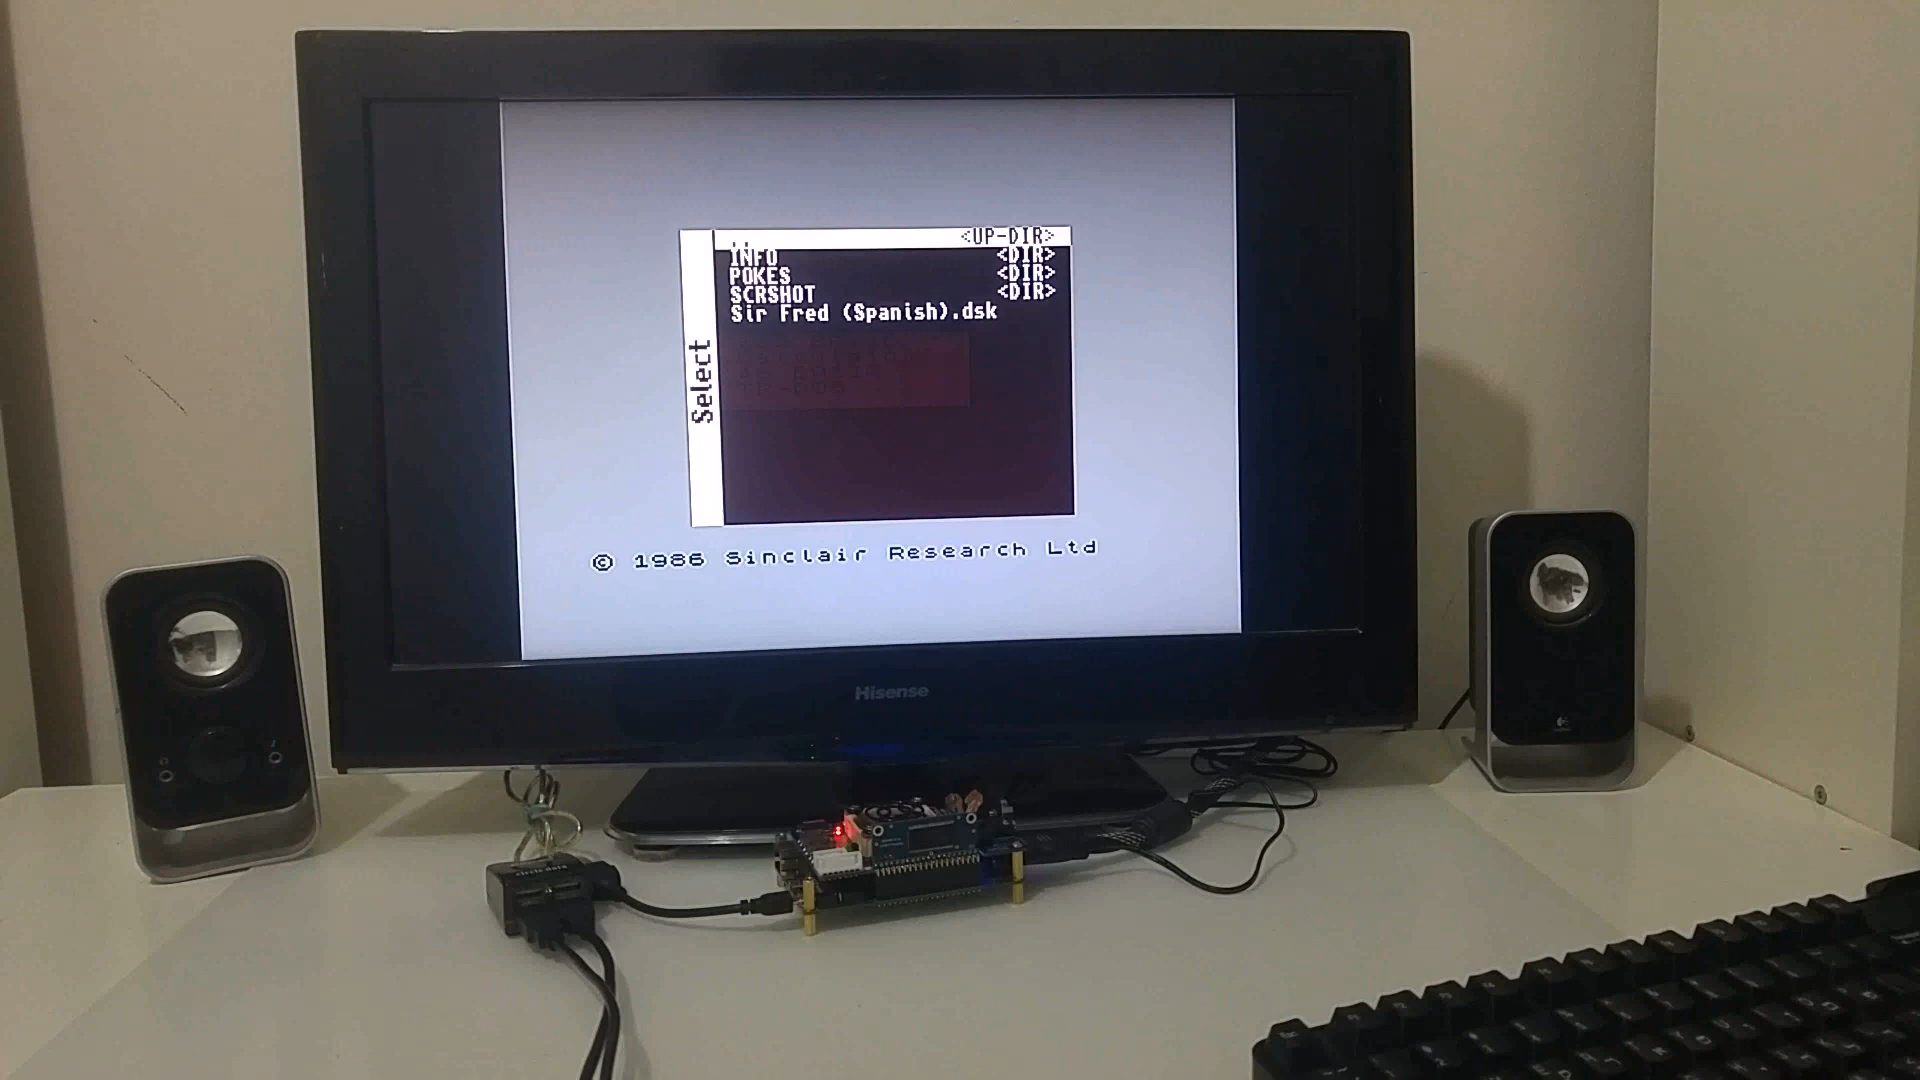 .. <UP-DIR>
INFO <DIR>
POKES <DIR>
SCRSHOT <DIR>
Sir Fred (Spanish).dsk
Select
© 1986 Sinclair Research Ltd
Hisense